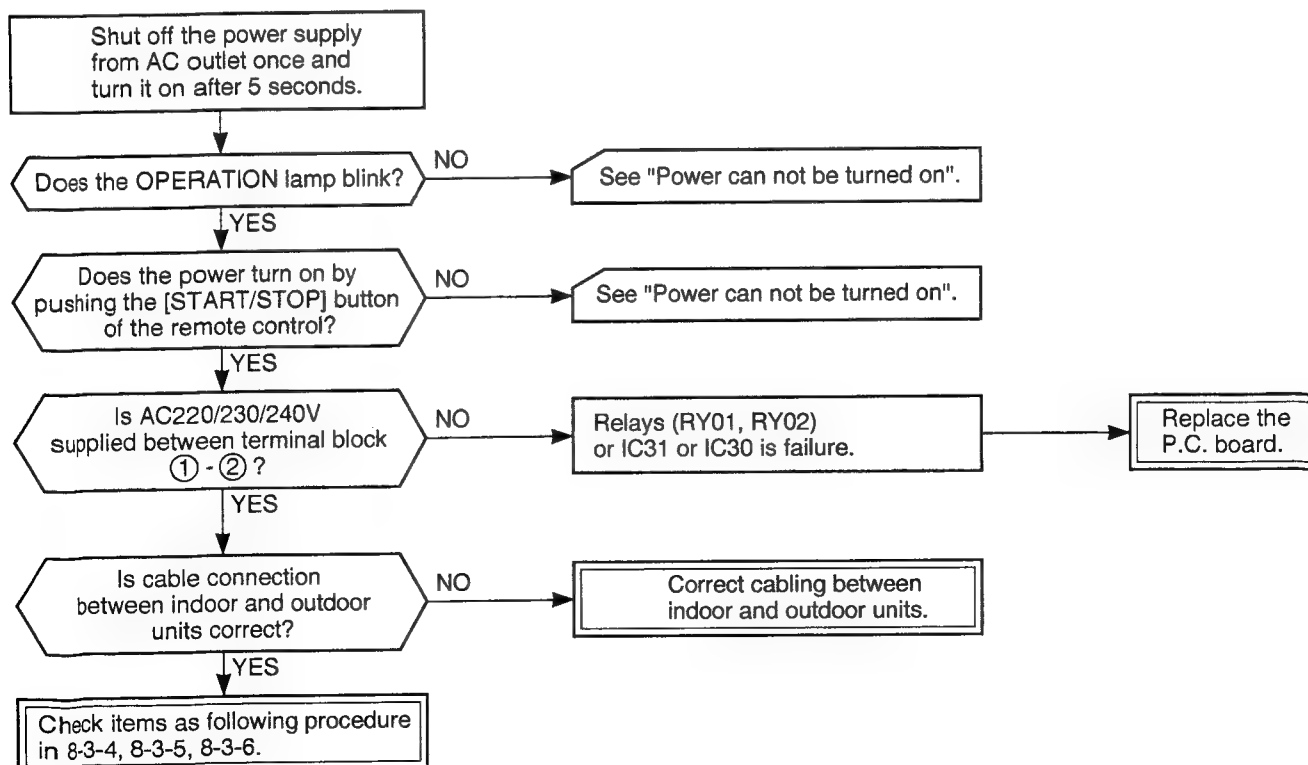 Shut off the power supply
from AC outlet once and
turn it on after 5 seconds.
Does the OPERATION lamp blink?
NO
See "Power can not be turned on".
YES
Does the power turn on by
pushing the [START/STOP] button
of the remote control?
NO
See "Power can not be turned on".
YES
Is AC220/230/240V
supplied between terminal block
① - ② ?
NO
Relays (RY01, RY02)
or IC31 or IC30 is failure.
Replace the
P.C. board.
YES
Is cable connection
between indoor and outdoor
units correct?
NO
Correct cabling between
indoor and outdoor units.
YES
Check items as following procedure
in 8-3-4, 8-3-5, 8-3-6.